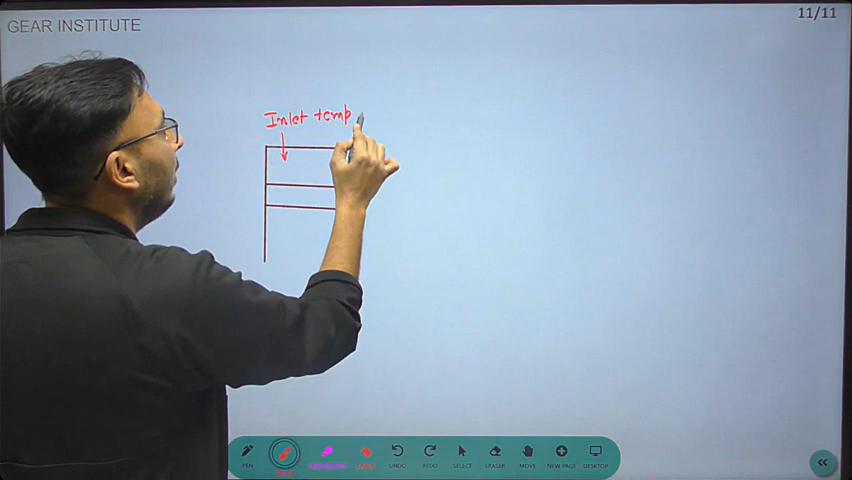 GEAR INSTITUTE
11/11
Inlet temp
PEN
UNDO
REDO
SELECT
ERASER
MOVE
NEW PAGE
DESKTOP